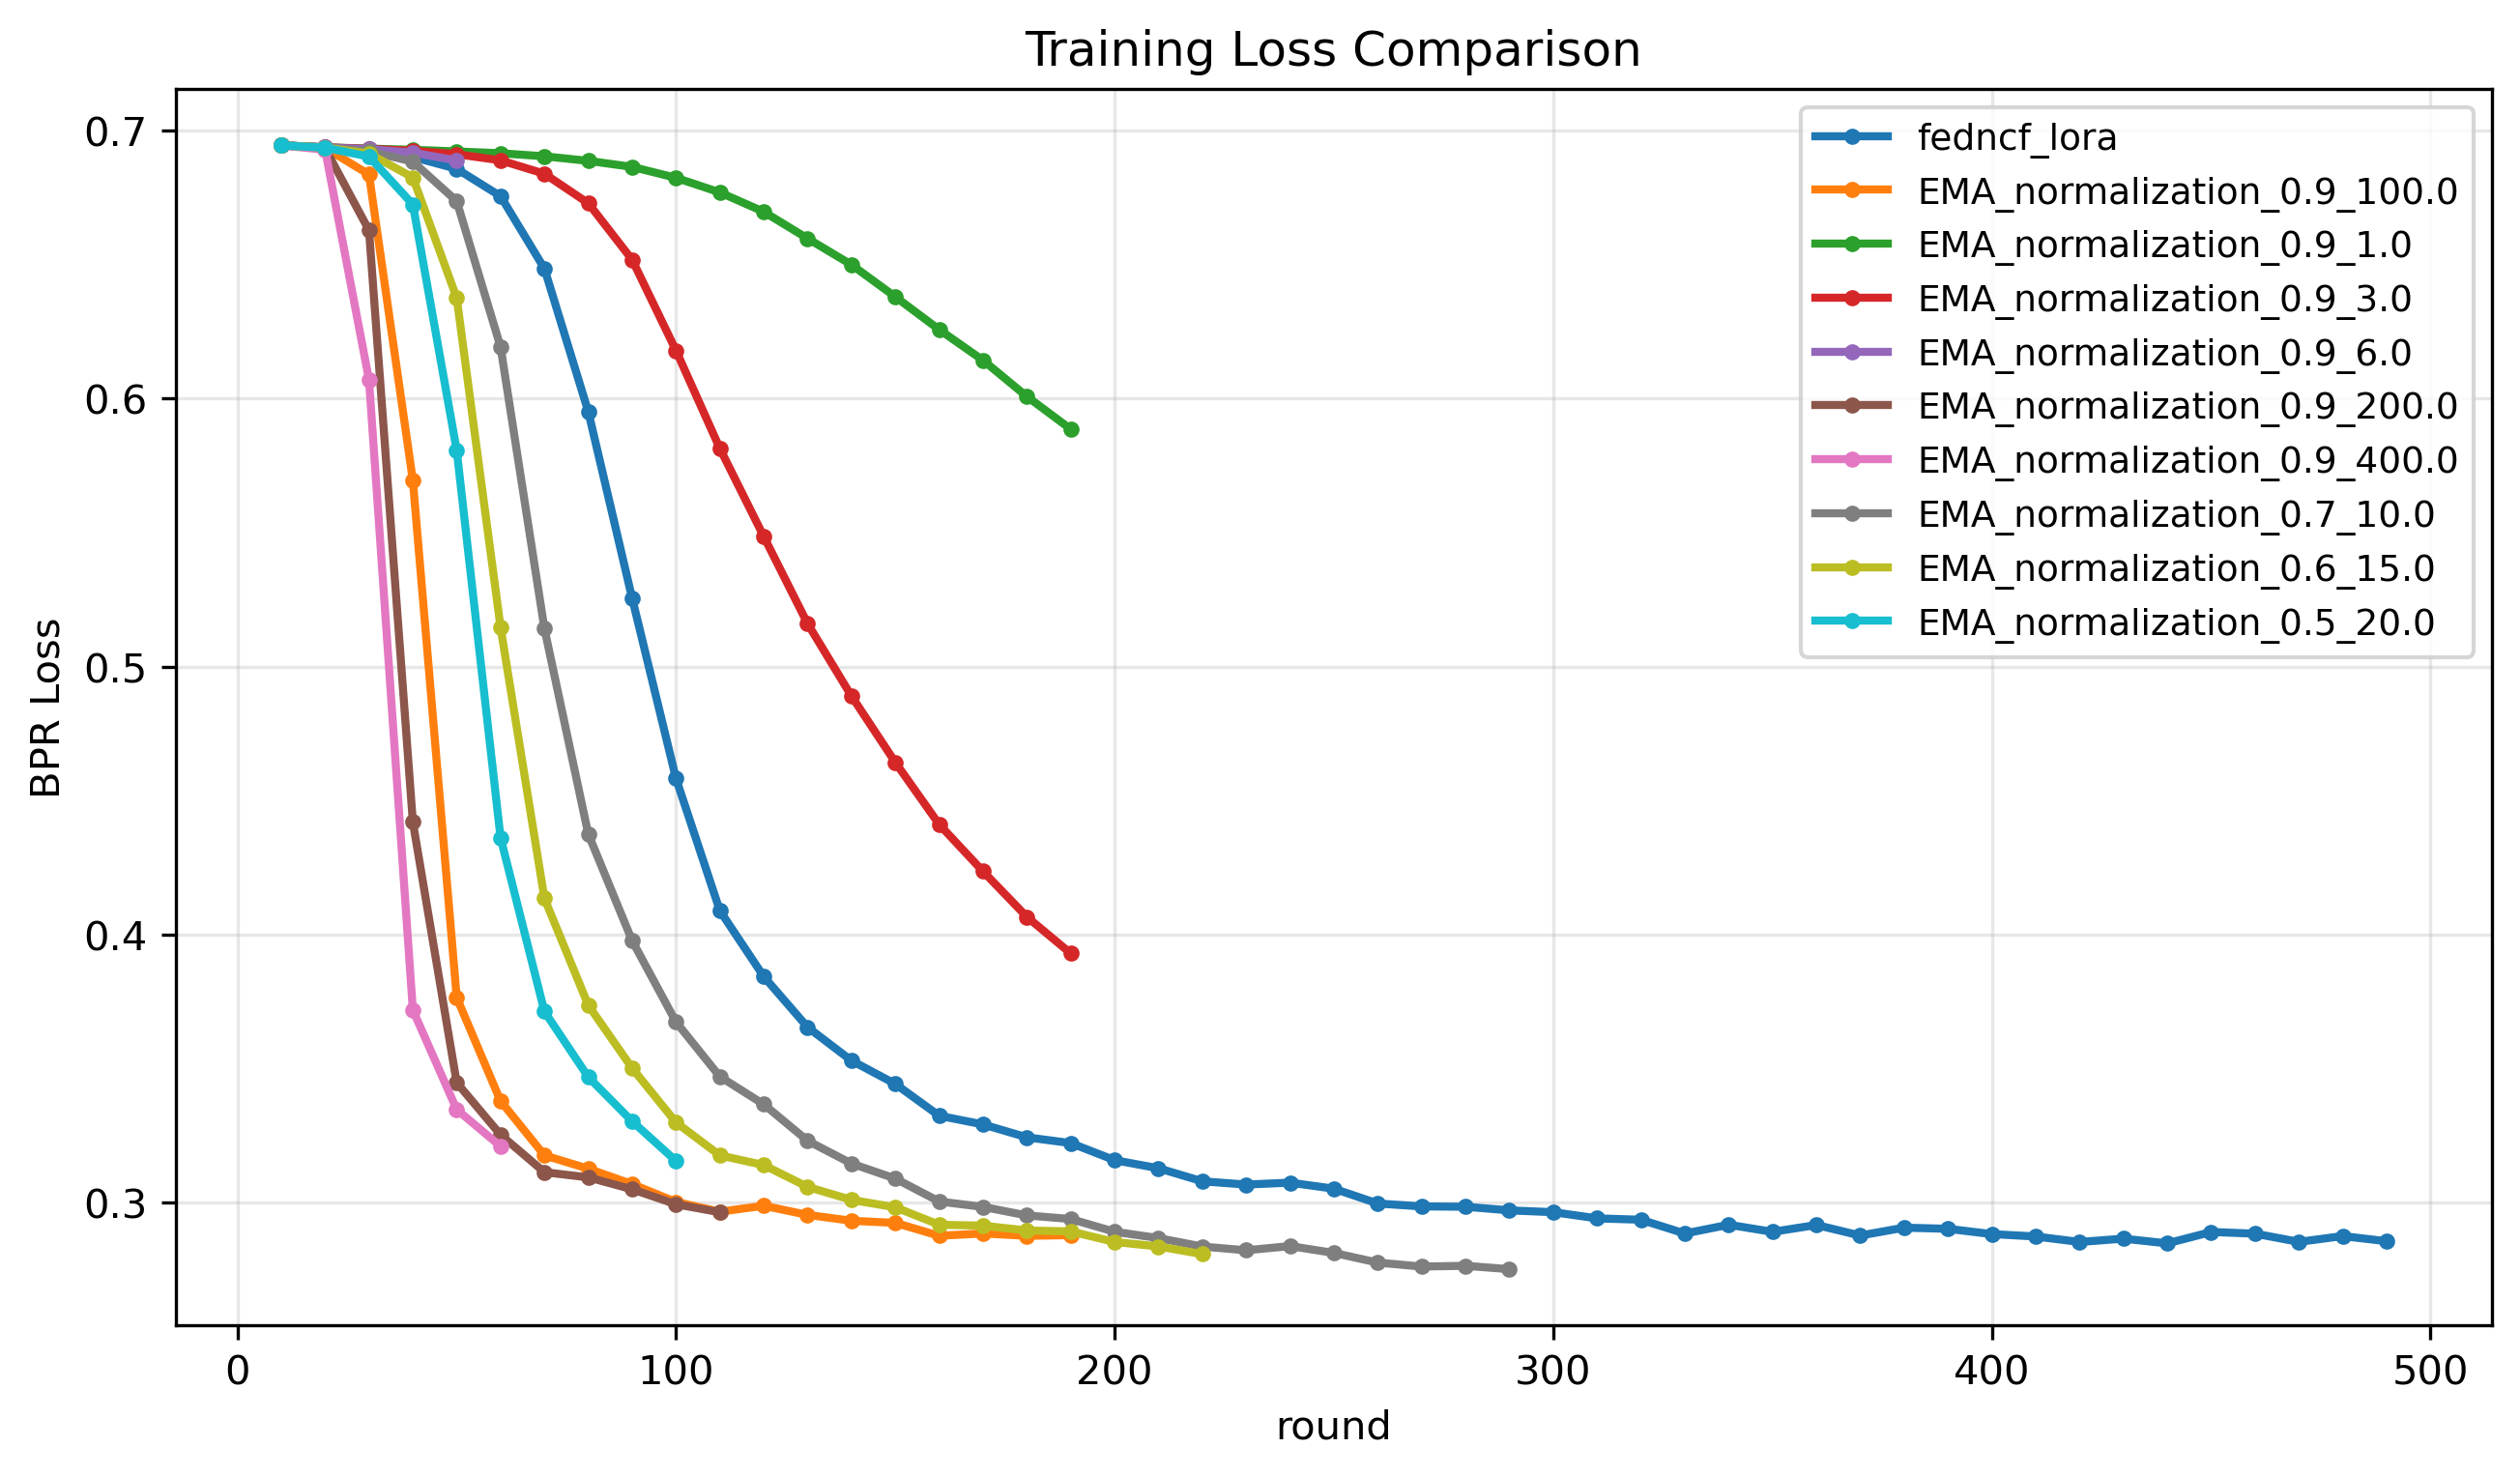 Training Loss Comparison
0.7
0.6
0.5
0.4
0.3
BPR Loss
fedncf_lora
EMA_normalization_0.9_100.0
EMA_normalization_0.9_1.0
EMA_normalization_0.9_3.0
EMA_normalization_0.9_6.0
EMA_normalization_0.9_200.0
EMA_normalization_0.9_400.0
EMA_normalization_0.7_10.0
EMA_normalization_0.6_15.0
EMA_normalization_0.5_20.0
0 100 200 300 400 500
round